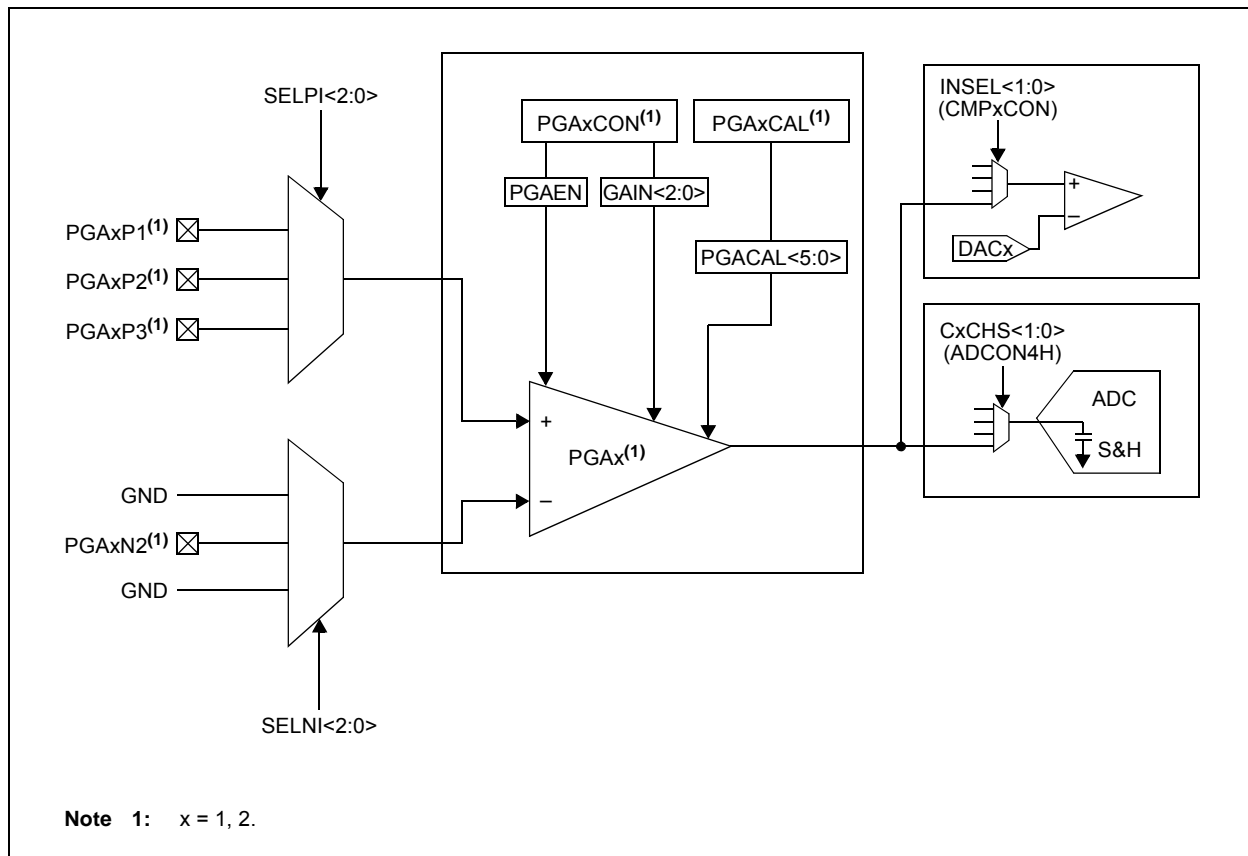 SELPI<2:0>
PGAxP1(1)
PGAxP2(1)
PGAxP3(1)
GND
PGAxN2(1)
GND
SELNI<2:0>
PGAxCON(1)
PGAxCAL(1)
PGAEN
GAIN<2:0>
PGACAL<5:0>
+
PGAx(1)
–
INSEL<1:0>
(CMPxCON)
+
–
DACx
CxCHS<1:0>
(ADCON4H)
ADC
S&H
Note 1: x = 1, 2.